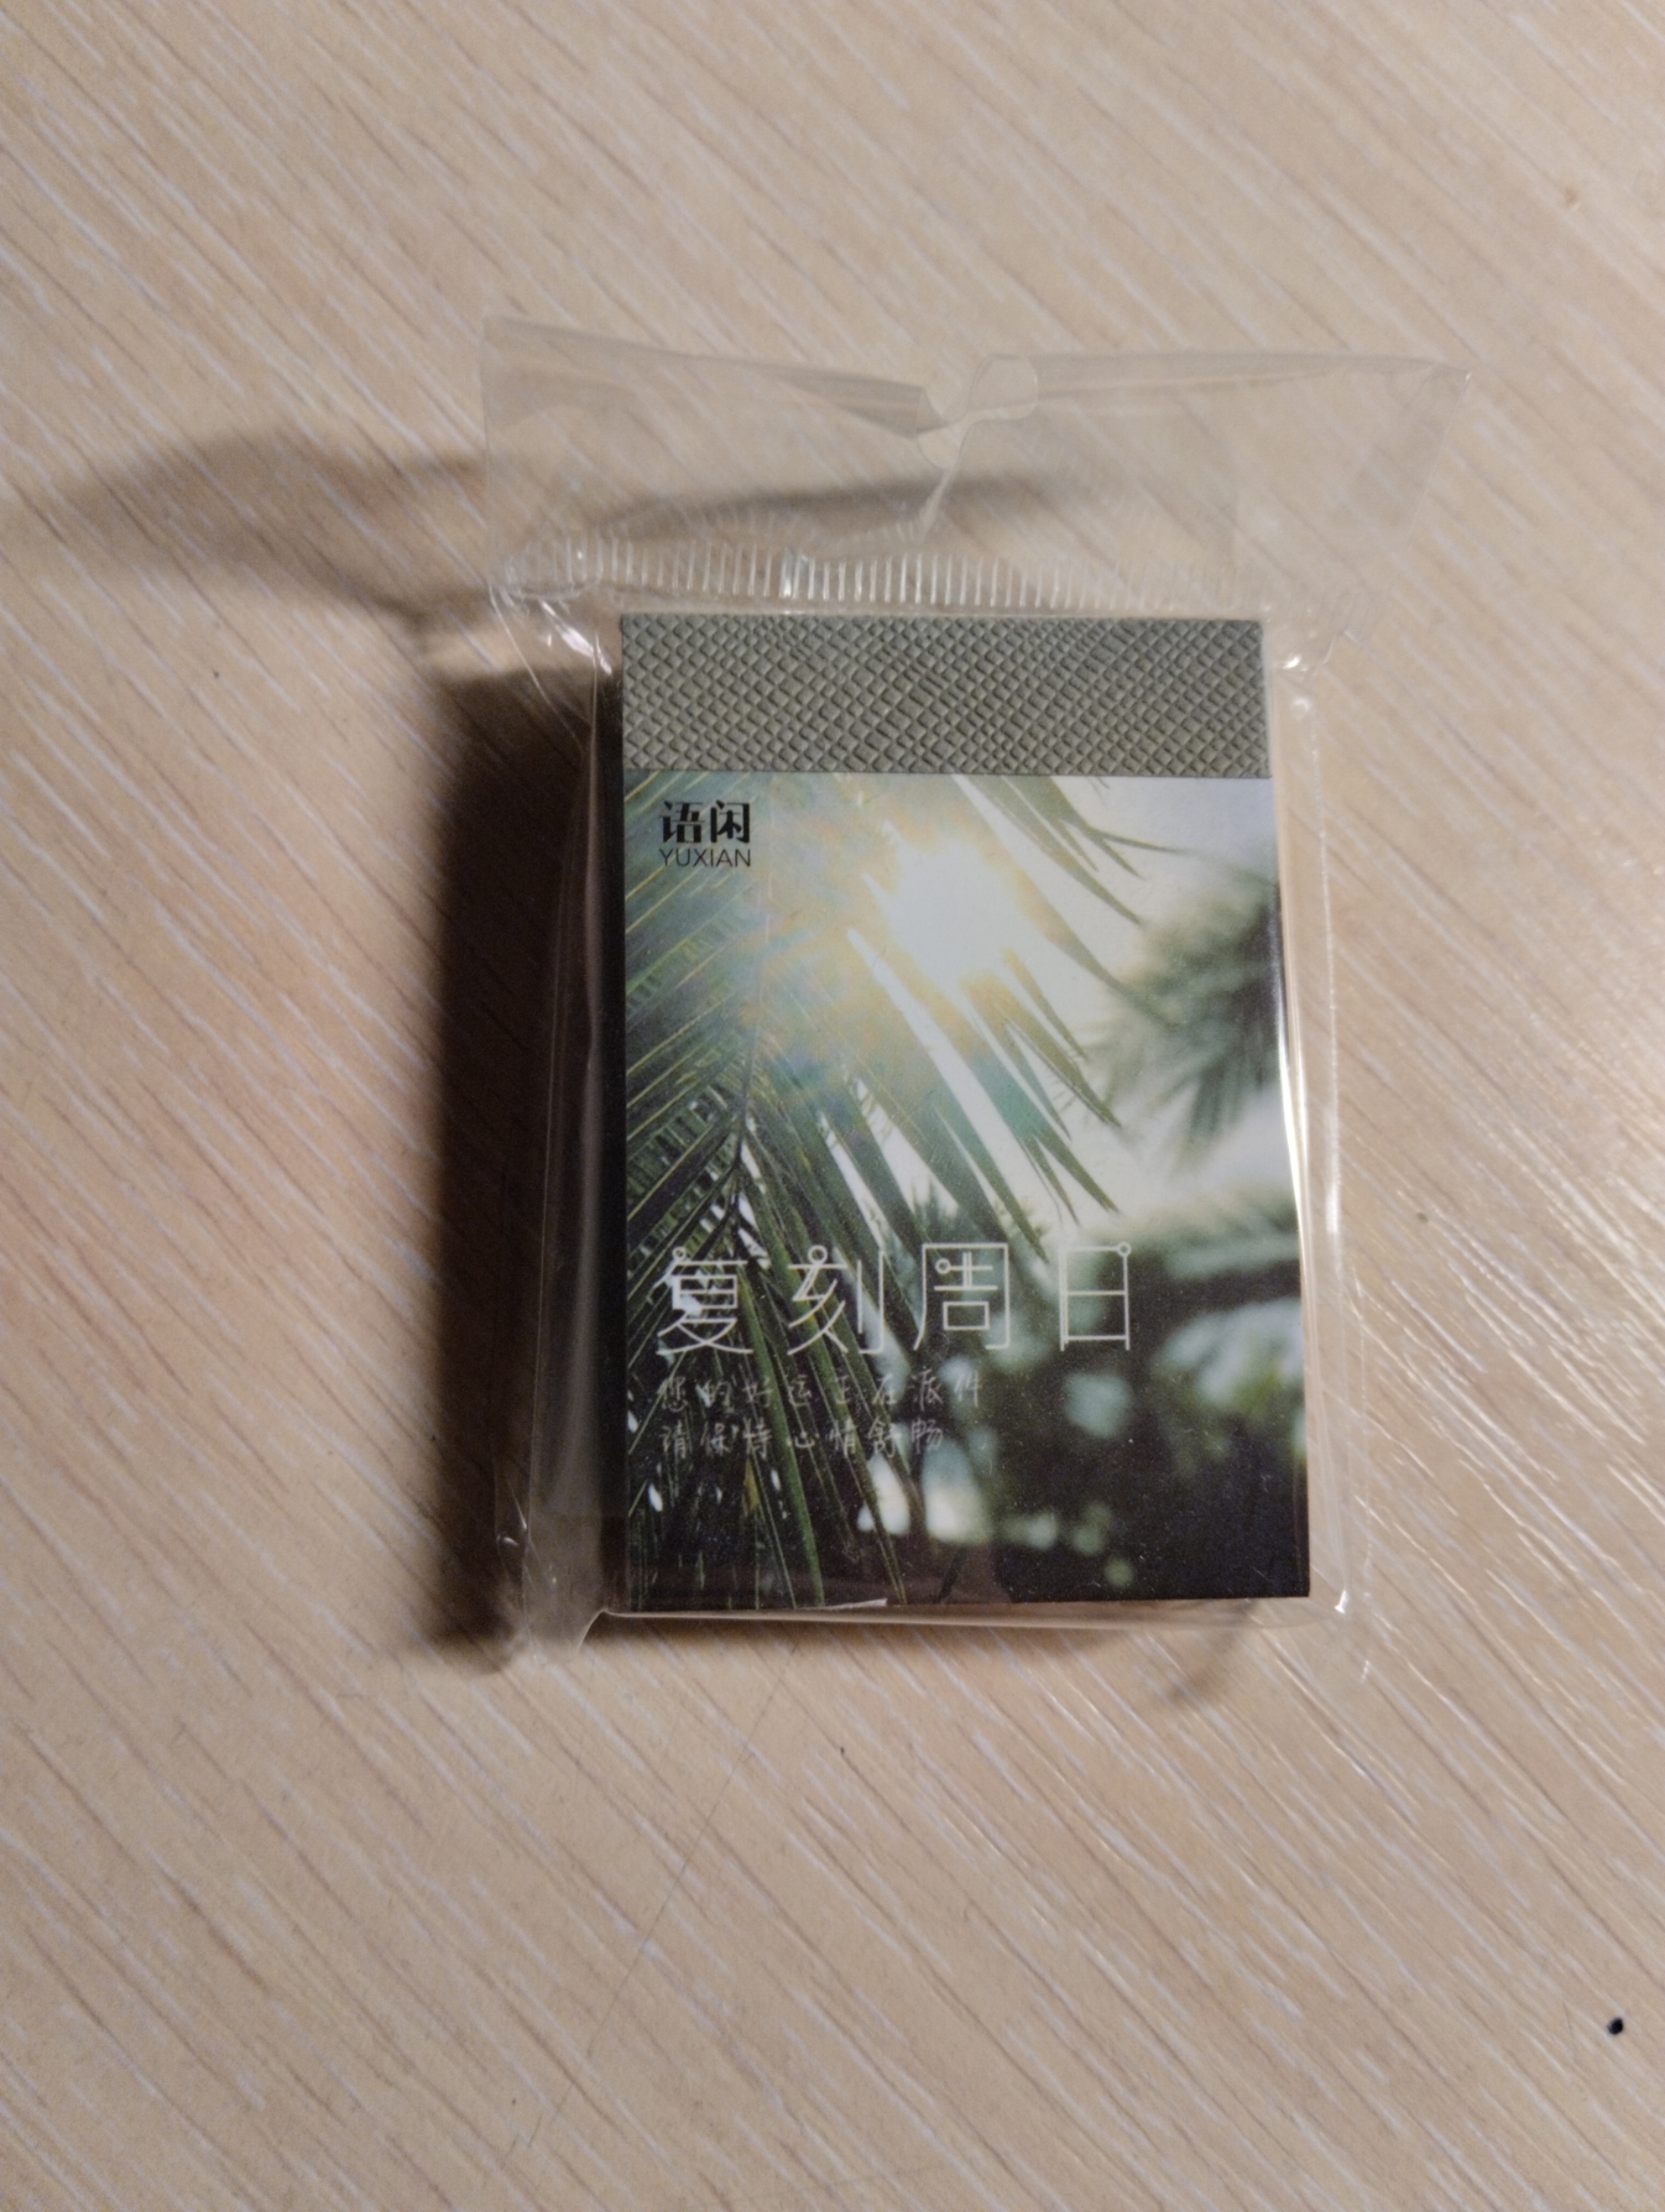 语闲
YUXIAN
复刻周日
您的好运正在派件
请保持心情舒畅